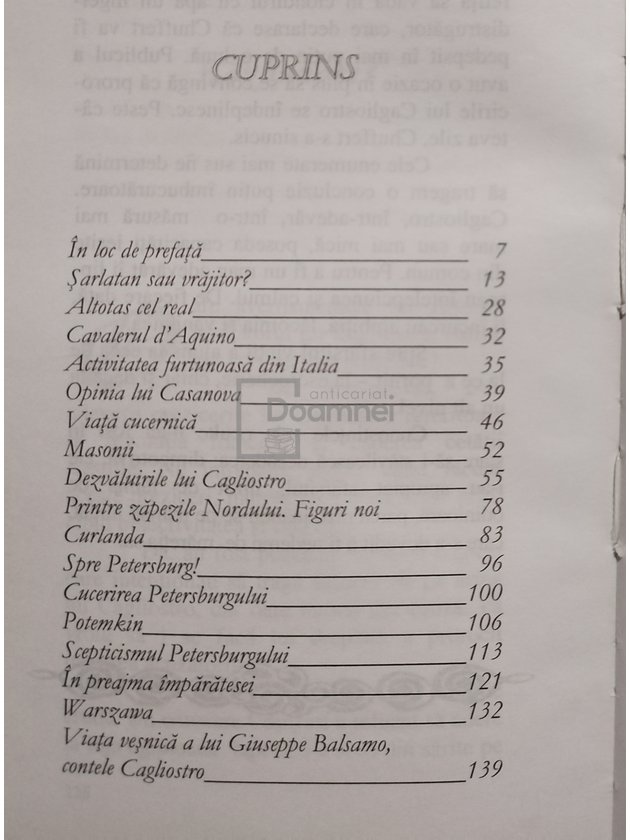 CUPRINS
În loc de prefață 7
Șarlatan sau vrăjitor? 13
Altotas cel real 28
Cavalerul d'Aquino 32
Activitatea furtunoasă din Italia 35
Opinia lui Casanova 39
Viață cucernică 46
Masonii 52
Dezvăluirile lui Cagliostro 55
Printre zăpezile Nordului. Figuri noi 78
Curlanda 83
Spre Petersburg! 96
Cucerirea Petersburgului 100
Potemkin 106
Scepticismul Petersburgului 113
În preajma împărătesei 121
Warszawa 132
Viața veșnică a lui Giuseppe Balsamo,
contele Cagliostro 139
anticariat
Doamnei